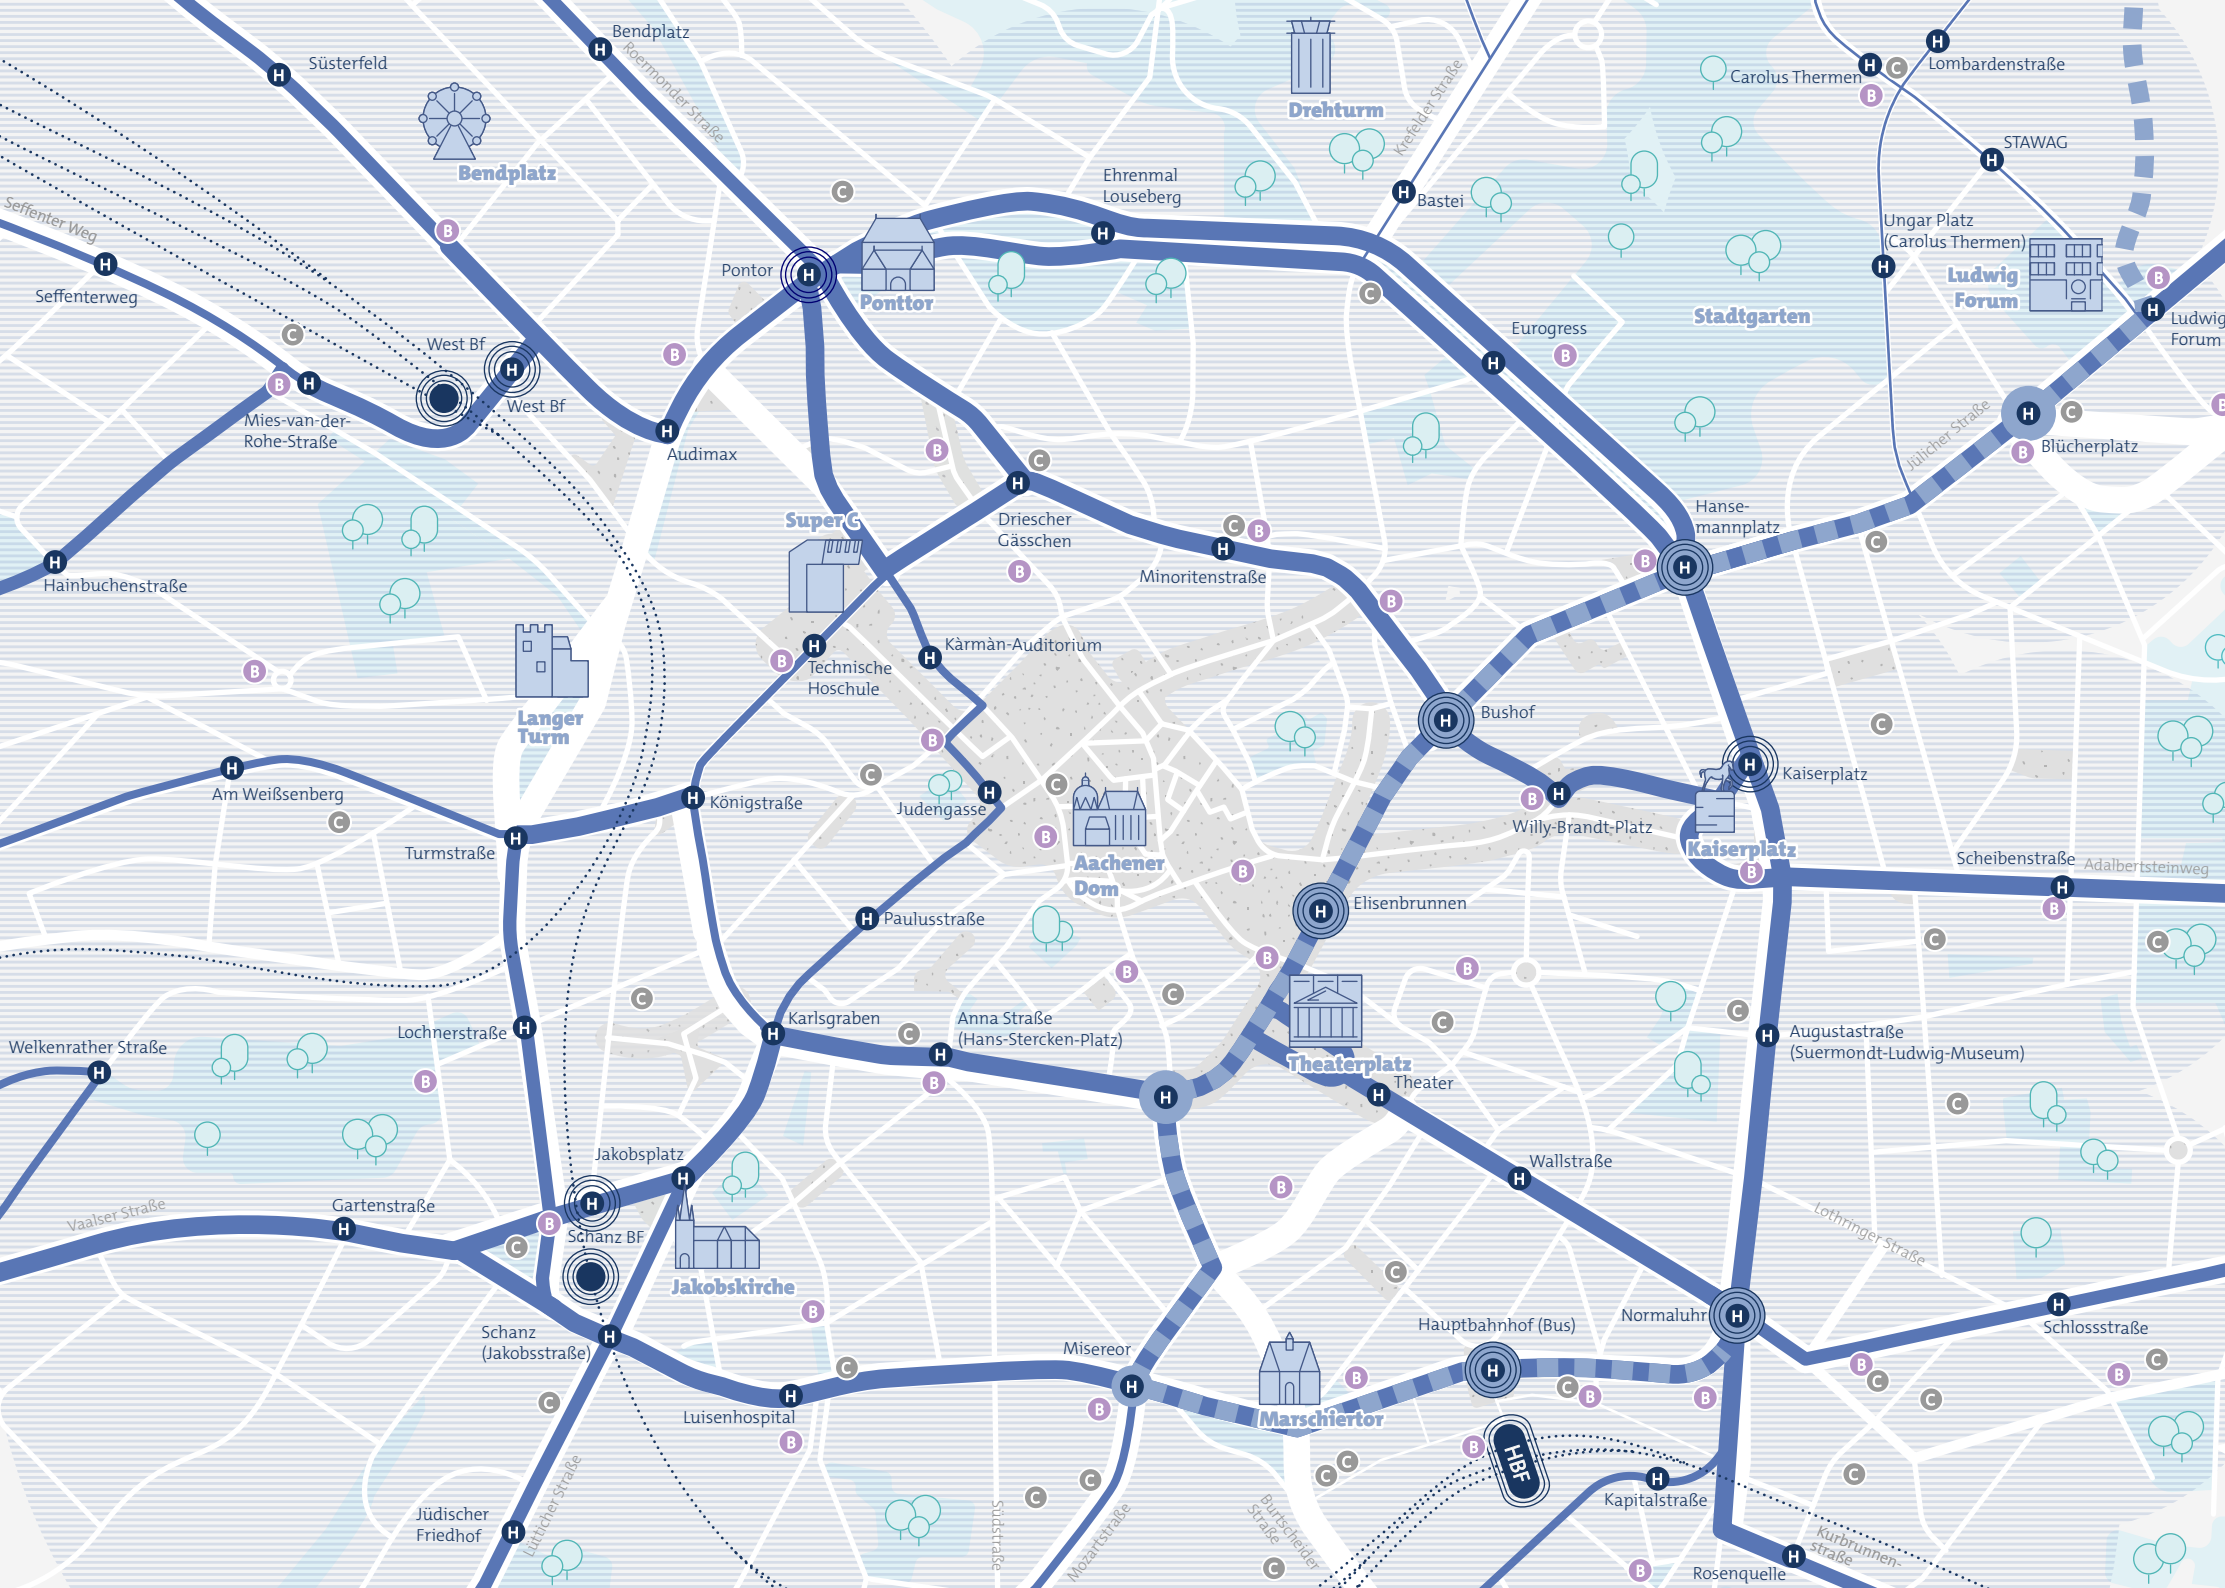 Bendplatz
Süsterfeld
Roermonder Straße
Drehturm
Krefelder Straße
Carolus Thermen
Lombardenstraße
STAWAG
Bendplatz
Ehrenmal
Louseberg
Bastei
Seffenter Weg
Seffenterweg
Pontor
Ponttor
Ungar Platz
(Carolus Thermen)
Ludwig
Forum
Stadtgarten
Ludwig
Forum
Eurogress
West Bf
West Bf
Mies-van-der-
Rohe-Straße
Audimax
Jülicher Straße
Blücherplatz
Super C
Driescher
Gässchen
Hanse-
mannplatz
Minoritenstraße
Hainbuchenstraße
Kàrmàn-Auditorium
Technische
Hoschule
Langer
Turm
Bushof
Kaiserplatz
Am Weißsenberg
Königstraße
Judengasse
Willy-Brandt-Platz
Kaiserplatz
Turmstraße
Aachener
Dom
Scheibenstraße
Adalbertsteinweg
Elisenbrunnen
Paulusstraße
Lochnerstraße
Karlsgraben
Anna Straße
(Hans-Stercken-Platz)
Augustastraße
(Suermondt-Ludwig-Museum)
Welkenrather Straße
Theaterplatz
Theater
Jakobsplatz
Wallstraße
Gartenstraße
Vaalser Straße
Schanz BF
Lothringer Straße
Jakobskirche
Normaluhr
Hauptbahnhof (Bus)
Schlossstraße
Schanz
(Jakobsstraße)
Misereor
Luisenhospital
Marschiertor
HBF
Kapitalstraße
Jüdischer
Friedhof
Lütticher Straße
Südstraße
Mozartstraße
Burtscheider
Straße
Kurbrunnen-
straße
Rosenquelle